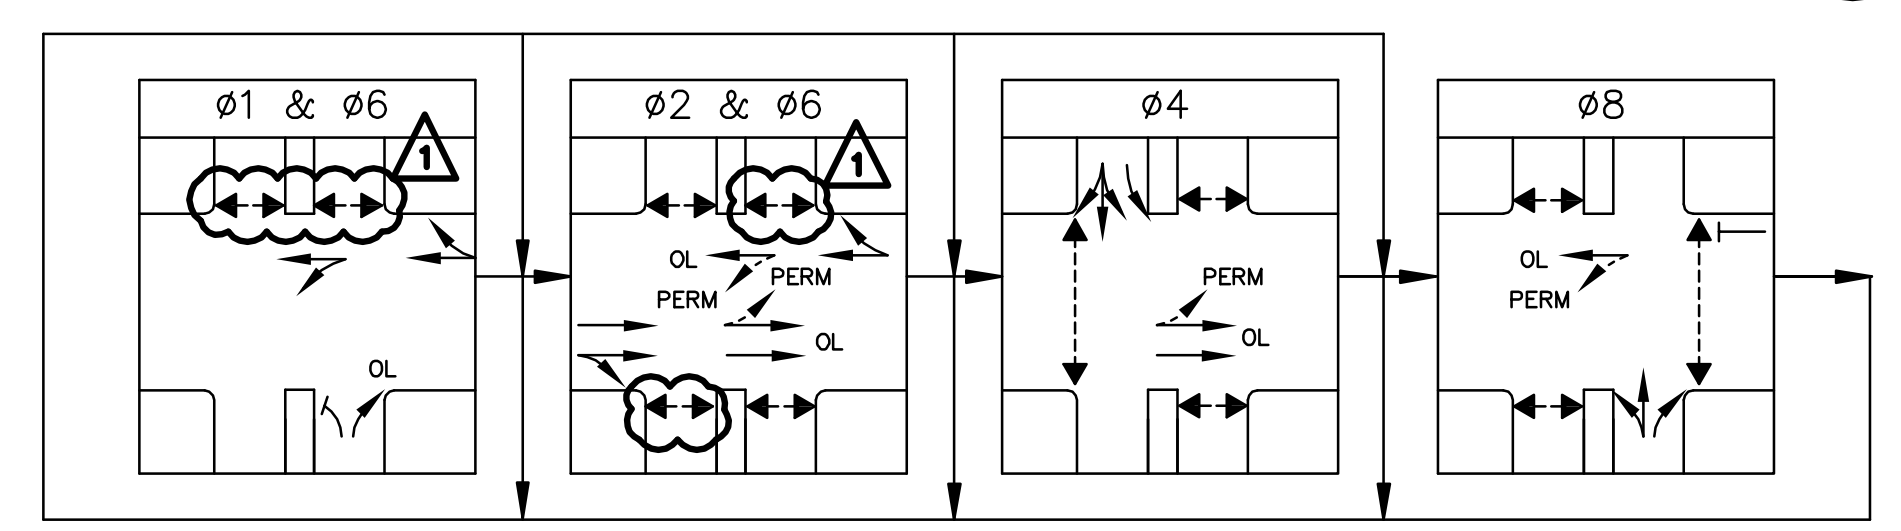 ø1 & ø6
1
OL
ø2 & ø6
1
OL
PERM
PERM
OL
ø4
PERM
OL
ø8
OL
PERM